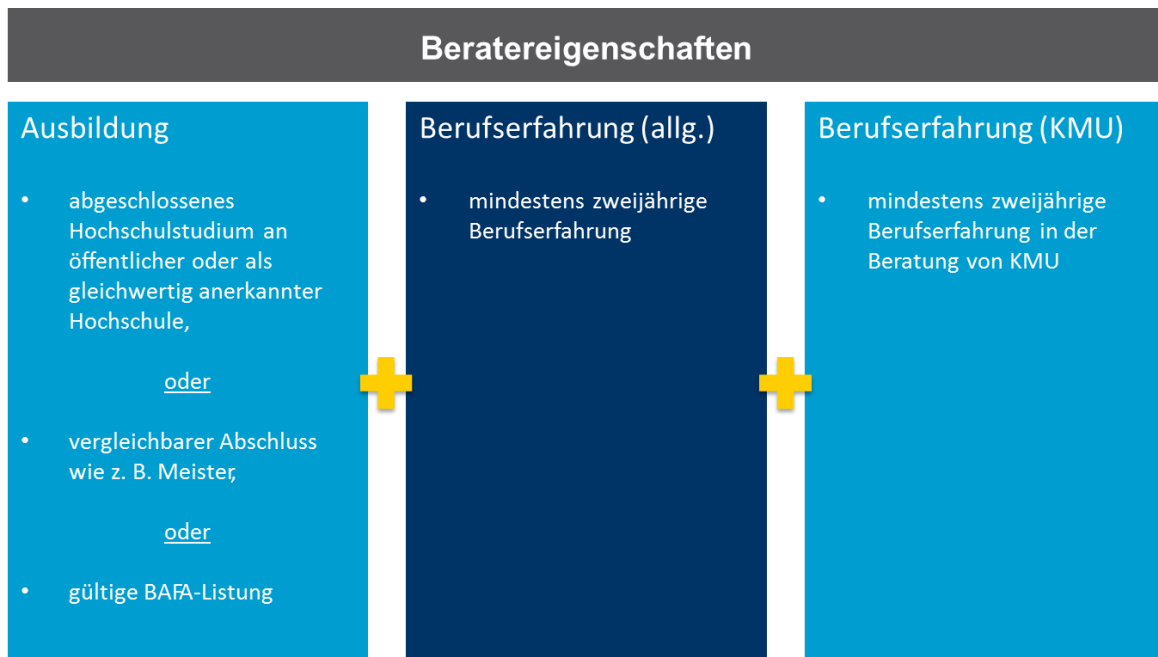 Beratereigenschaften
Ausbildung
• abgeschlossenes
Hochschulstudium an
öffentlicher oder als
gleichwertig anerkannter
Hochschule,
oder
• vergleichbarer Abschluss
wie z. B. Meister,
oder
• gültige BAFA-Listung
Berufserfahrung (allg.)
• mindestens zweijährige
Berufserfahrung
Berufserfahrung (KMU)
• mindestens zweijährige
Berufserfahrung in der
Beratung von KMU